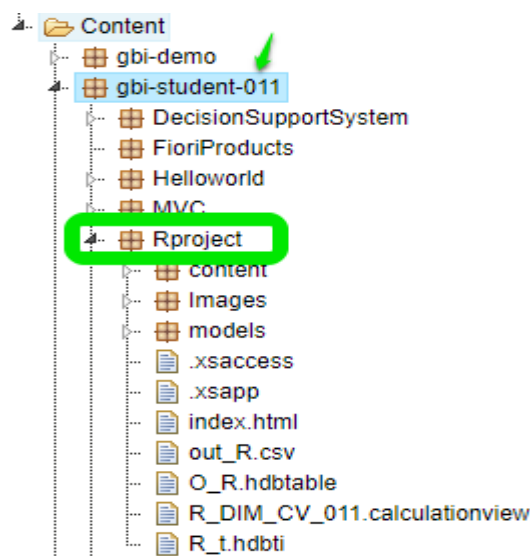 Content
gbi-demo
gbi-student-011
DecisionSupportSystem
FioriProducts
Helloworld
MVC
Rproject
content
Images
models
.xsaccess
.xsapp
index.html
out_R.csv
O_R.hdbtable
R_DIM_CV_011.calculationview
R_t.hdbti